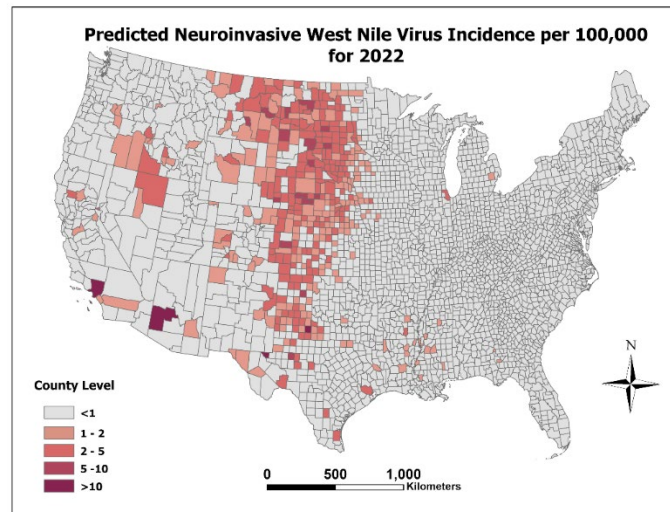 Predicted Neuroinvasive West Nile Virus Incidence per 100,000
for 2022
N
County Level
<1
1 - 2
2 - 5
5 -10
>10
0 500 1,000
Kilometers